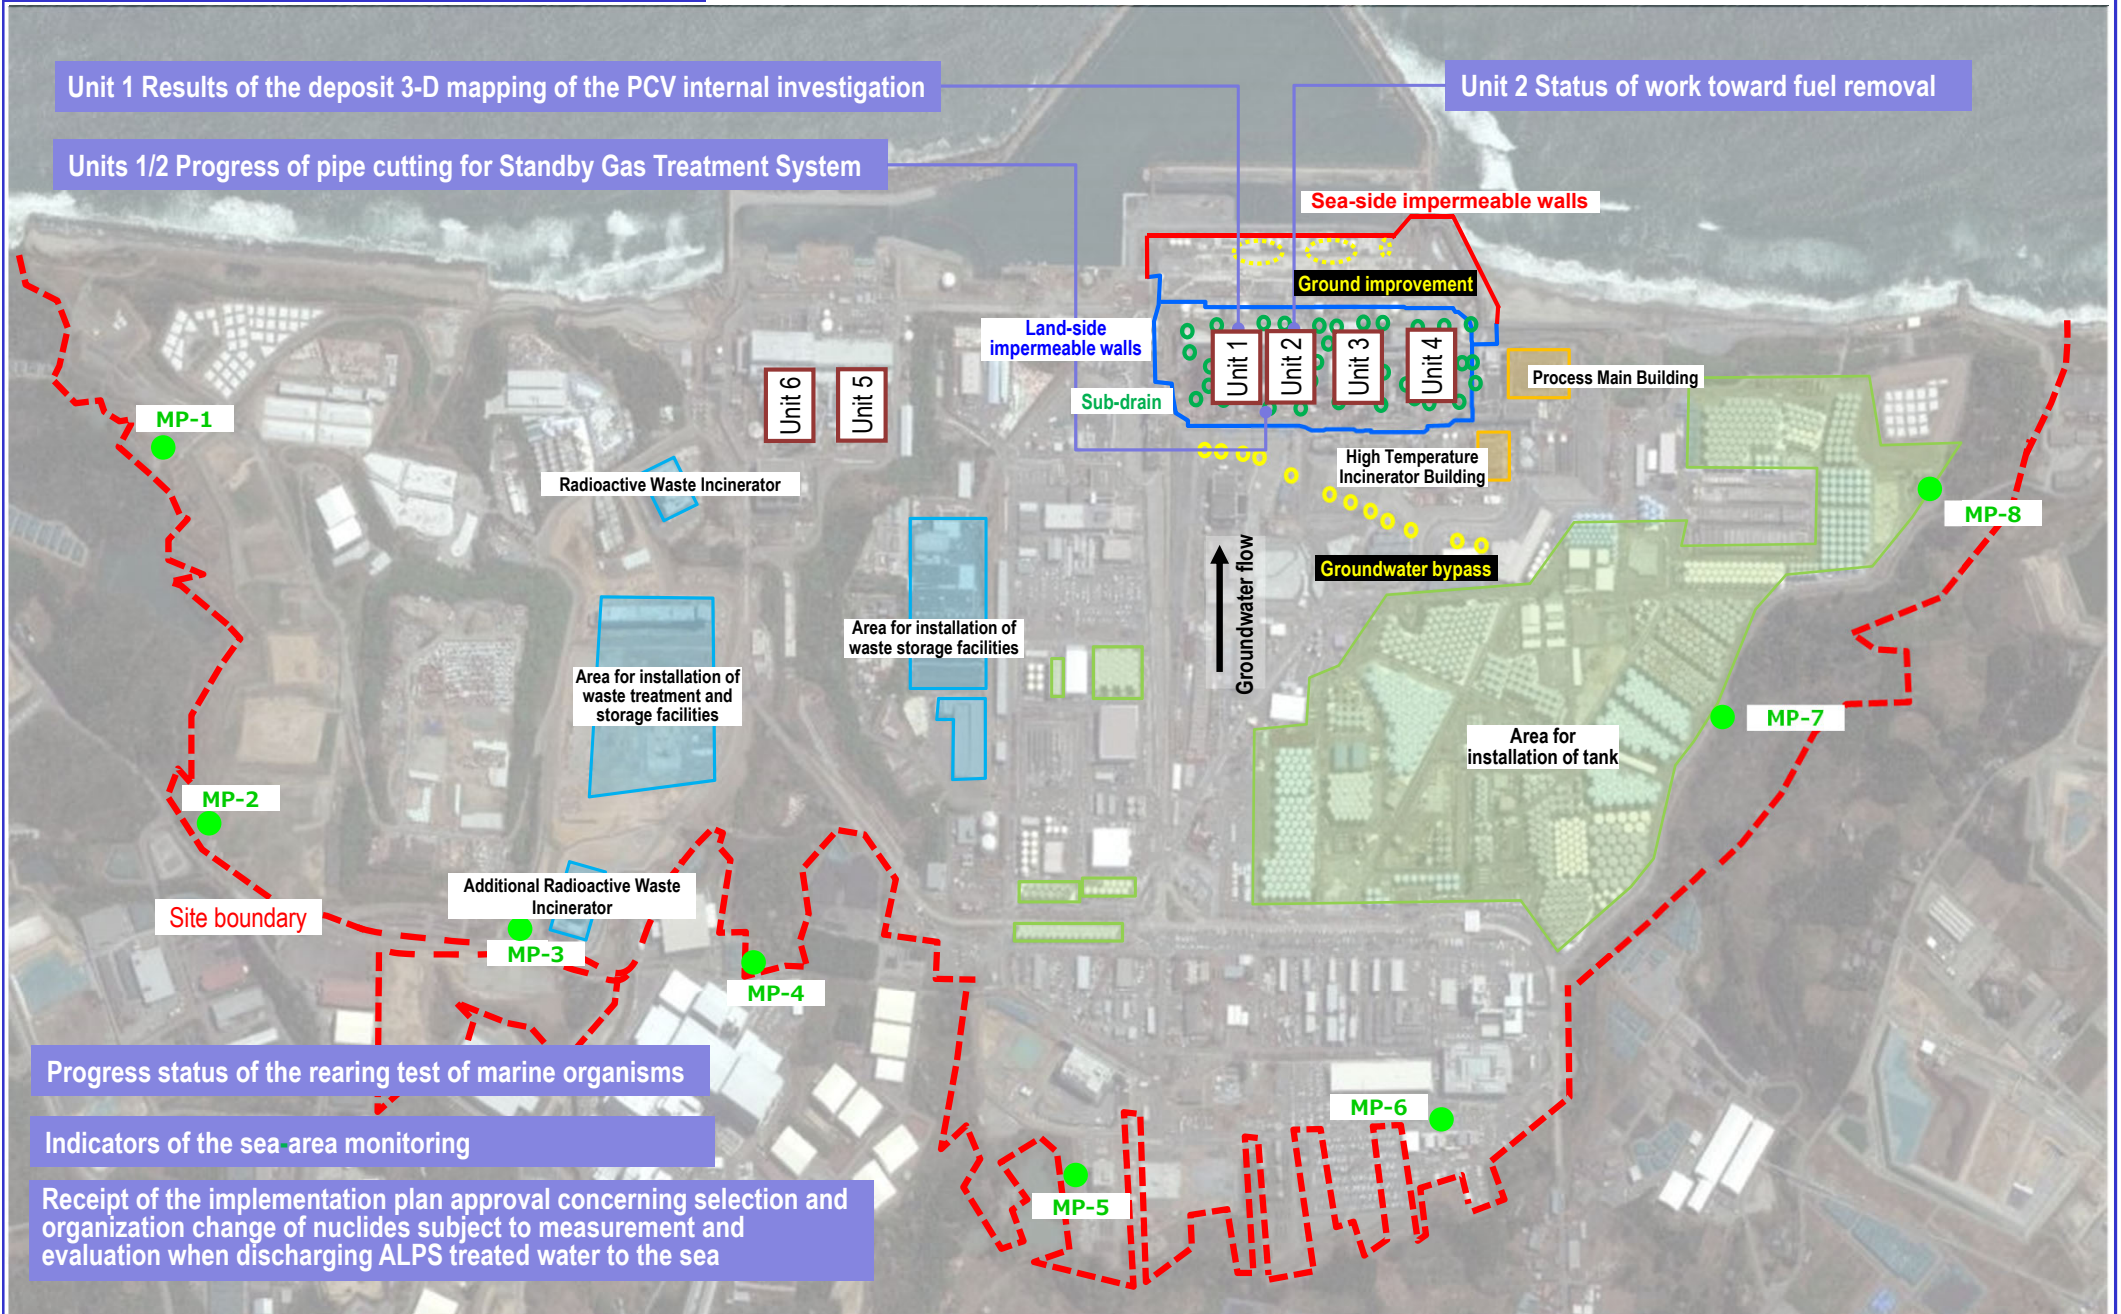 Unit 1 Results of the deposit 3-D mapping of the PCV internal investigation
Unit 2 Status of work toward fuel removal
Units 1/2 Progress of pipe cutting for Standby Gas Treatment System
Sea-side impermeable walls
Ground improvement
Land-side
impermeable walls
Unit 1
Unit 2
Unit 3
Unit 4
Unit 6
Unit 5
Process Main Building
Sub-drain
MP-1
High Temperature
Incinerator Building
Radioactive Waste Incinerator
MP-8
Groundwater flow
Groundwater bypass
Area for installation of
waste storage facilities
Area for installation of
waste treatment and
storage facilities
MP-7
Area for
installation of tank
MP-2
Additional Radioactive Waste
Incinerator
Site boundary
MP-3
MP-4
Progress status of the rearing test of marine organisms
MP-6
Indicators of the sea-area monitoring
MP-5
Receipt of the implementation plan approval concerning selection and
organization change of nuclides subject to measurement and
evaluation when discharging ALPS treated water to the sea